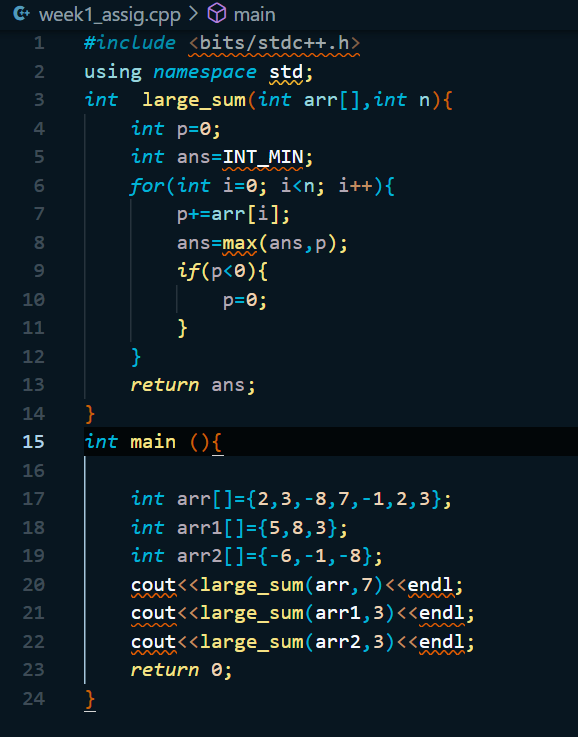 week1_assig.cpp > main
1 #include <bits/stdc++.h>
2 using namespace std;
3 int  large_sum(int arr[],int n){
4     int p=0;
5     int ans=INT_MIN;
6     for(int i=0; i<n; i++){
7         p+=arr[i];
8         ans=max(ans,p);
9         if(p<0){
10             p=0;
11         }
12     }
13     return ans;
14 }
15 int main (){
16
17     int arr[]={2,3,-8,7,-1,2,3};
18     int arr1[]={5,8,3};
19     int arr2[]={-6,-1,-8};
20     cout<<large_sum(arr,7)<<endl;
21     cout<<large_sum(arr1,3)<<endl;
22     cout<<large_sum(arr2,3)<<endl;
23     return 0;
24 }